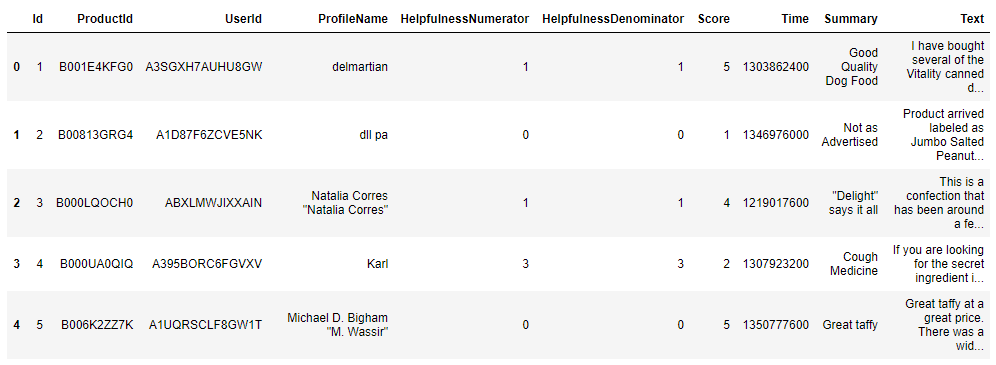 Id ProductId UserId ProfileName HelpfulnessNumerator HelpfulnessDenominator Score Time Summary Text
0 1 B001E4KFG0 A3SGXH7AUHU8GW delmartian 1 1 5 1303862400 Good Quality Dog Food I have bought several of the Vitality canned d...
1 2 B00813GRG4 A1D87F6ZCVE5NK dll pa 0 0 1 1346976000 Not as Advertised Product arrived labeled as Jumbo Salted Peanut...
2 3 B000LQOCH0 ABXLMWJIXXAIN Natalia Corres "Natalia Corres" 1 1 4 1219017600 "Delight" says it all This is a confection that has been around a fe...
3 4 B000UA0QIQ A395BORC6FGVXV Karl 3 3 2 1307923200 Cough Medicine If you are looking for the secret ingredient i...
4 5 B006K2ZZ7K A1UQRSCLF8GW1T Michael D. Bigham "M. Wassir" 0 0 5 1350777600 Great taffy Great taffy at a great price. There was a wid...